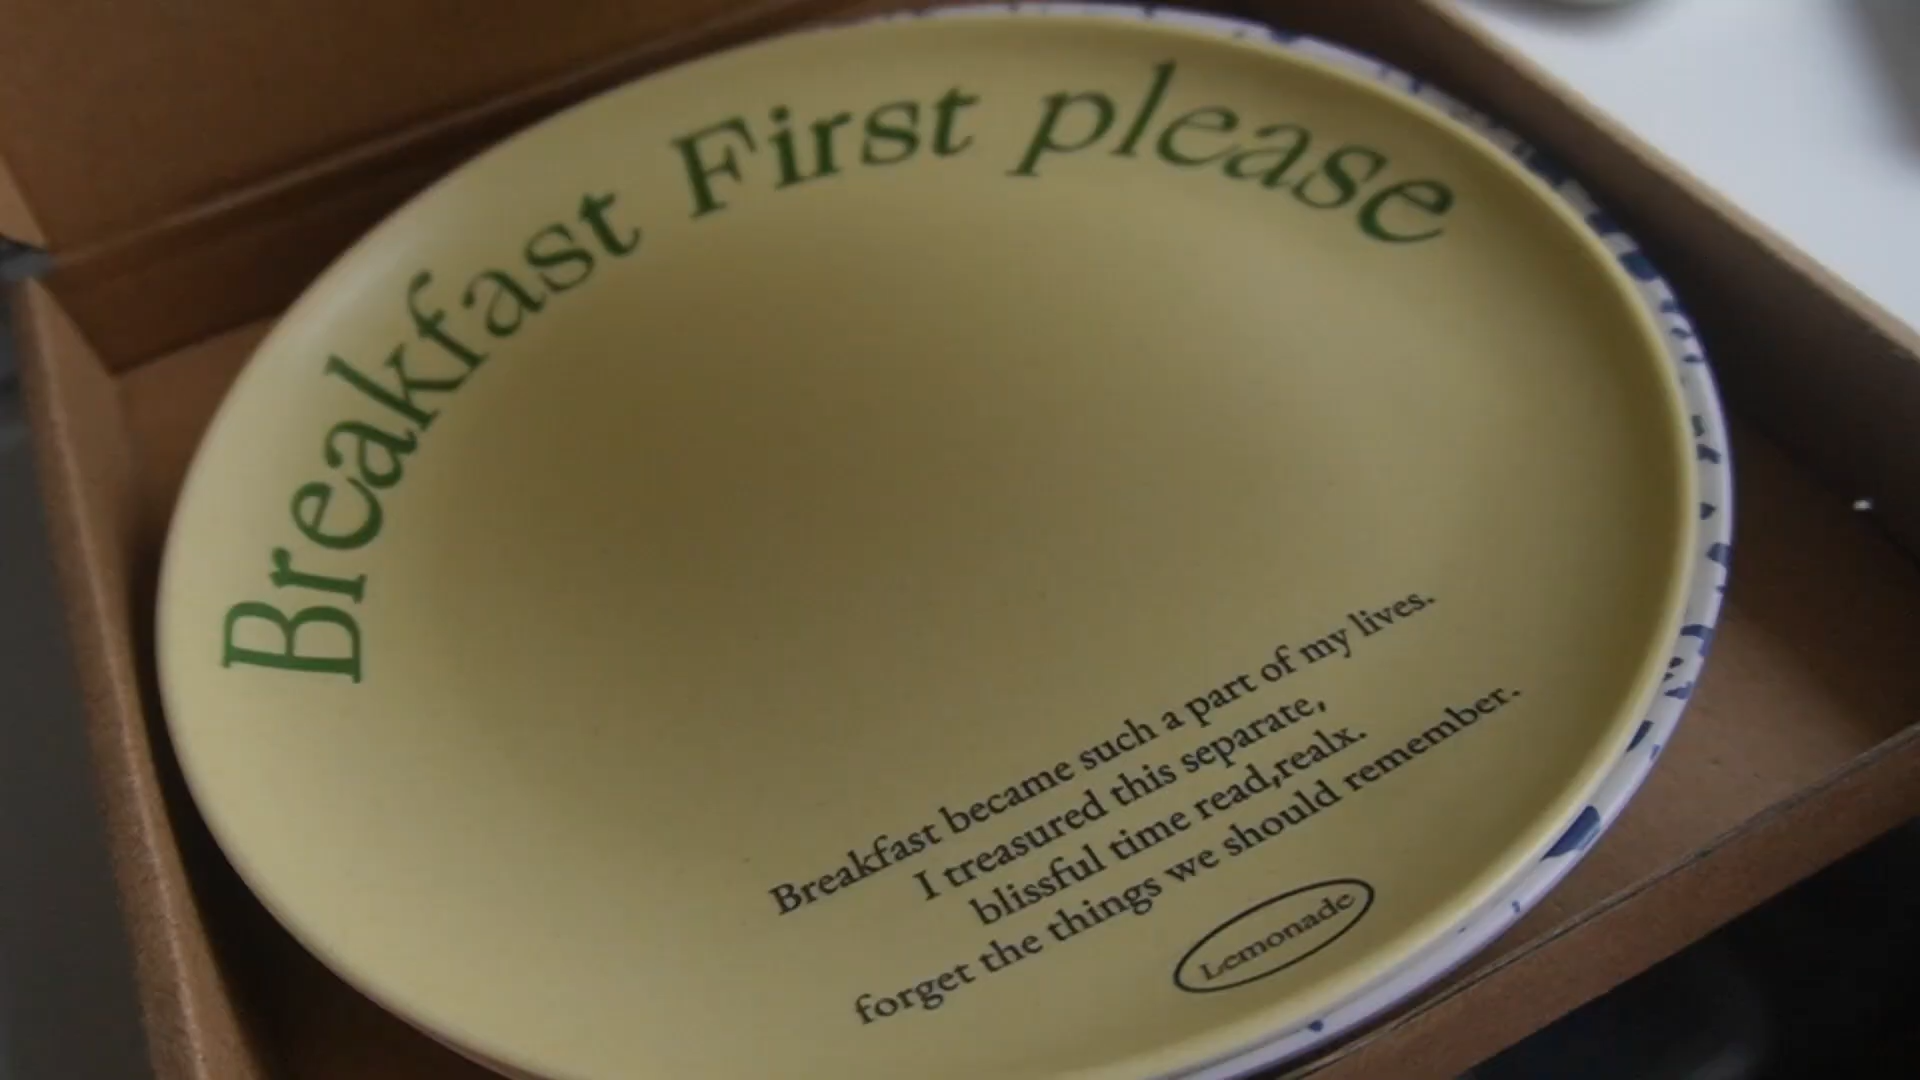 Breakfast First please
Breakfast became such a part of my lives.
I treasured this separate,
blissful time read,realx.
forget the things we should remember.
Lemonade